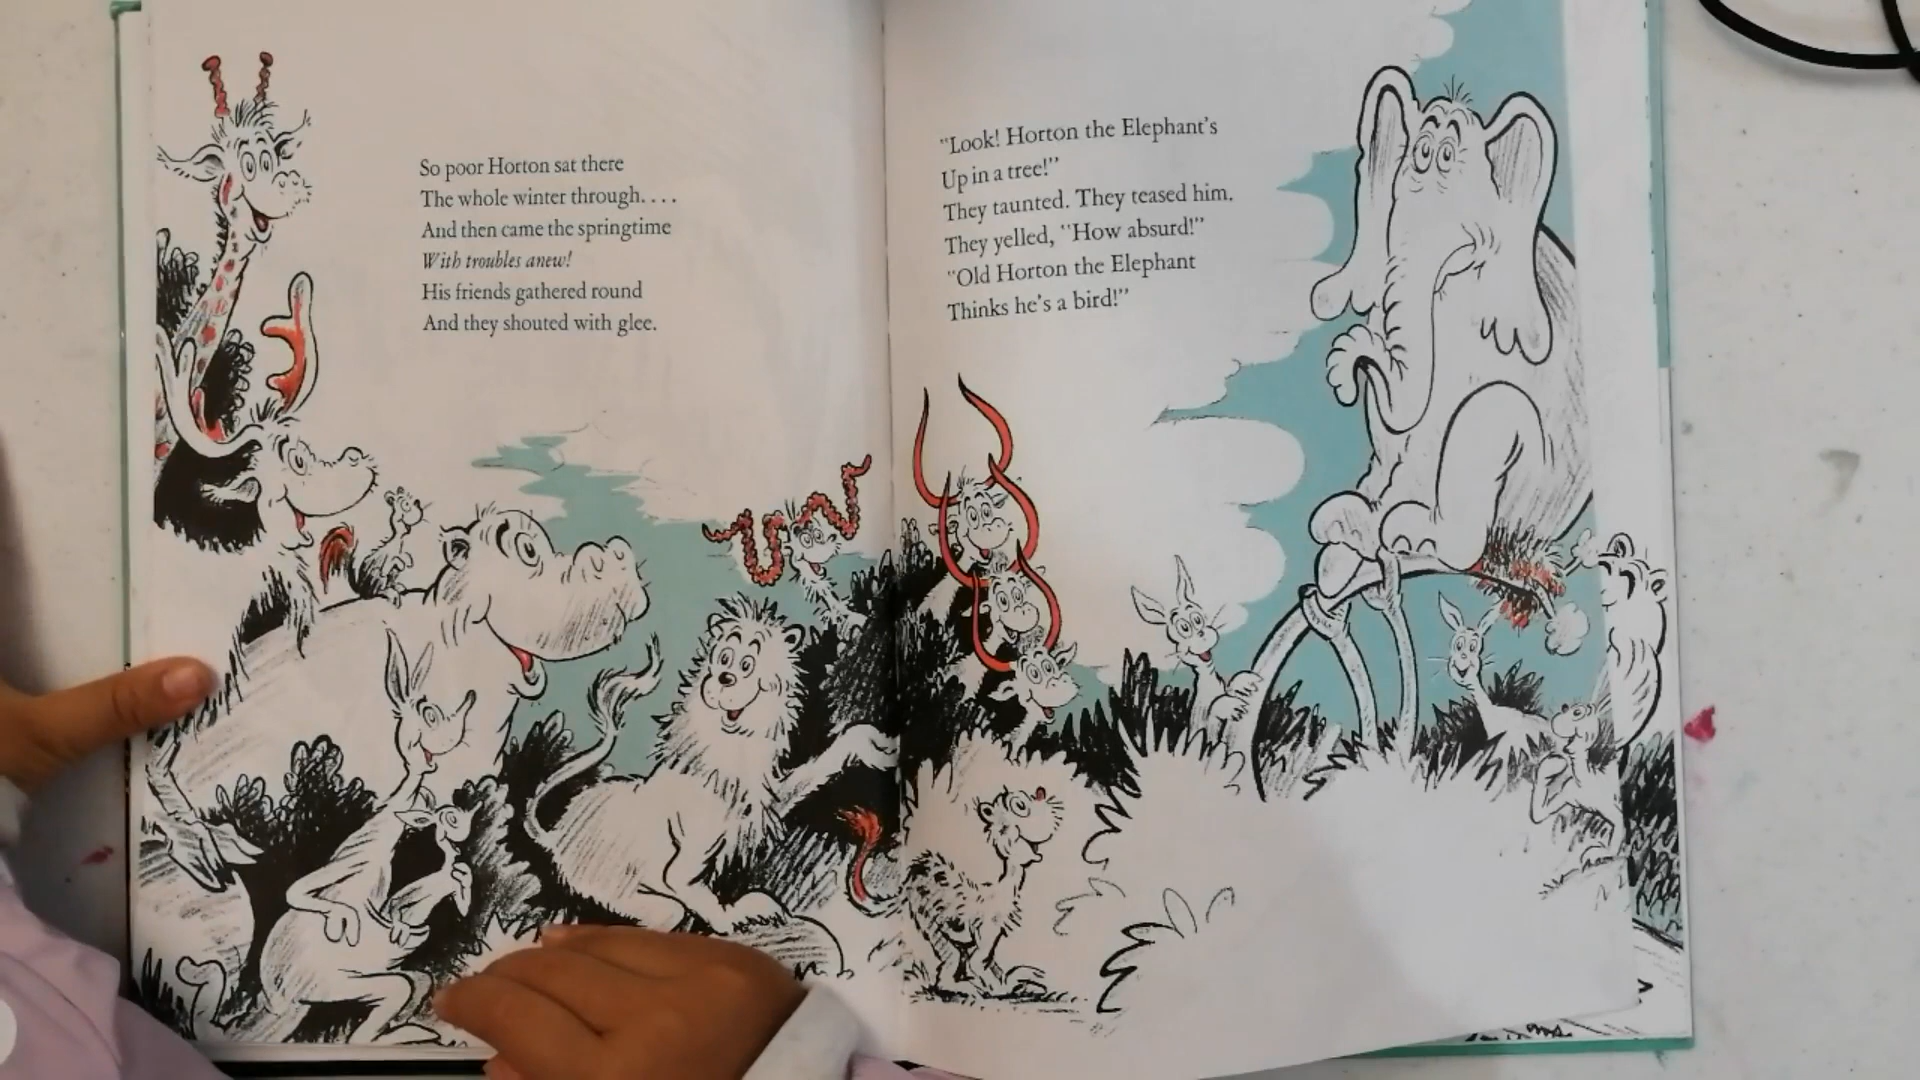 So poor Horton sat there
The whole winter through. . . .
And then came the springtime
With troubles anew!
His friends gathered round
And they shouted with glee.
"Look! Horton the Elephant's
Up in a tree!"
They taunted. They teased him.
They yelled, "How absurd!"
"Old Horton the Elephant
Thinks he's a bird!"